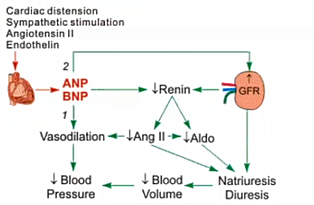 Cardiac distension
Sympathetic stimulation
Angiotensin II
Endothelin
2
ANP
BNP
↓Renin
↑
GFR
1
Vasodilation
↓Ang II
↓Aldo
↓ Blood
Pressure
↓ Blood
Volume
Natriuresis
Diuresis